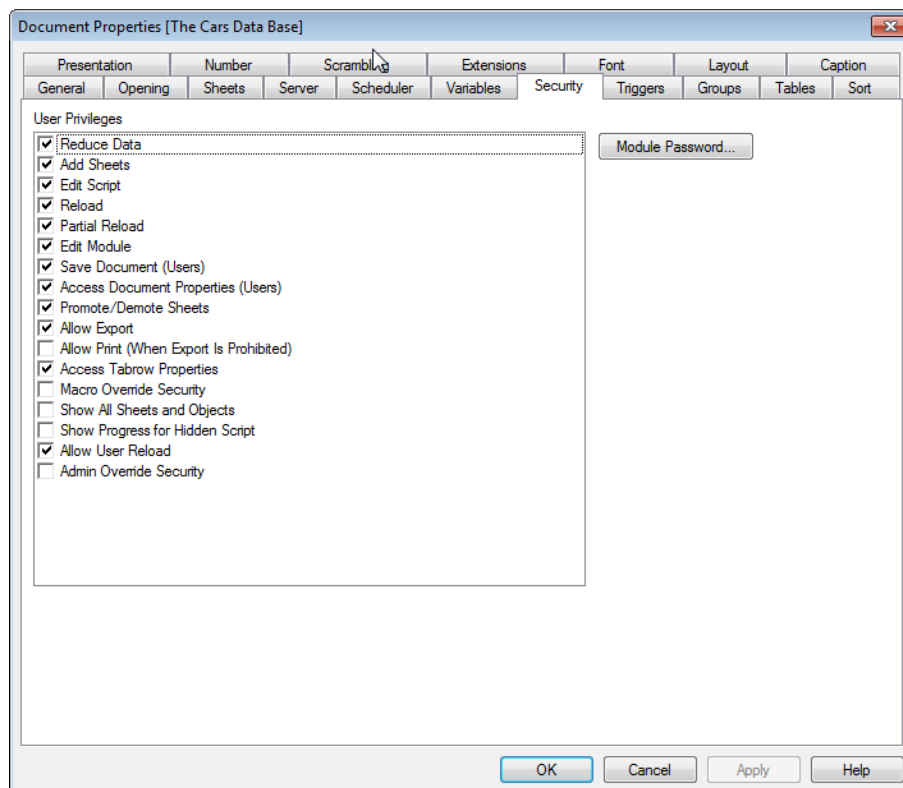 Document Properties [The Cars Data Base]
Presentation Number Scrambling Extensions Font Layout Caption
General Opening Sheets Server Scheduler Variables Security Triggers Groups Tables Sort
User Privileges
Reduce Data
Module Password...
Add Sheets
Edit Script
Reload
Partial Reload
Edit Module
Save Document (Users)
Access Document Properties (Users)
Promote/Demote Sheets
Allow Export
Allow Print (When Export Is Prohibited)
Access Tabrow Properties
Macro Override Security
Show All Sheets and Objects
Show Progress for Hidden Script
Allow User Reload
Admin Override Security
OK Cancel Apply Help